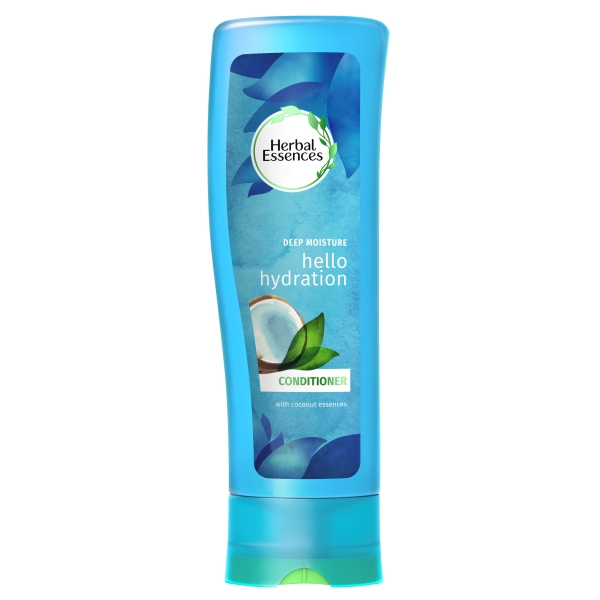 Herbal
Essences
DEEP MOISTURE
hello
hydration
CONDITIONER
with coconut essences